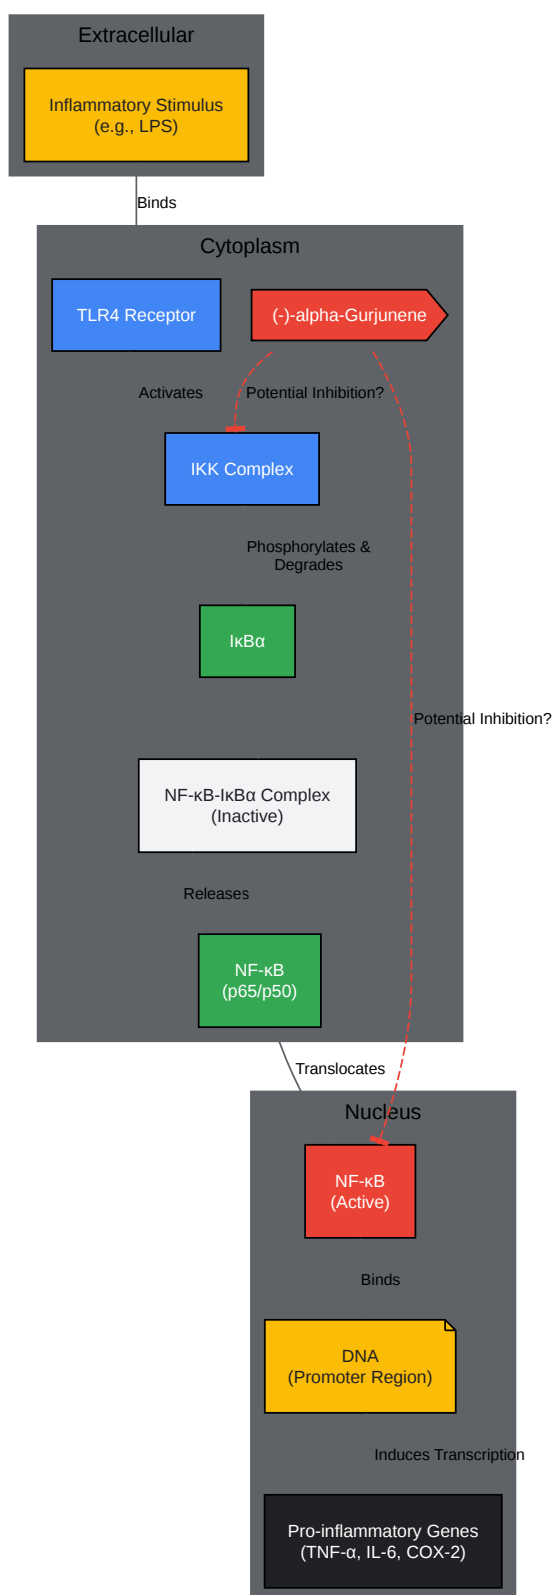 Extracellular
Inflammatory Stimulus
(e.g., LPS)
Binds
Cytoplasm
TLR4 Receptor
(-)-alpha-Gurjunene
Activates
Potential Inhibition?
IKK Complex
Phosphorylates &
Degrades
IκBα
Potential Inhibition?
NF-κB-IκBα Complex
(Inactive)
Releases
NF-κB
(p65/p50)
Translocates
Nucleus
NF-κB
(Active)
Binds
DNA
(Promoter Region)
Induces Transcription
Pro-inflammatory Genes
(TNF-α, IL-6, COX-2)